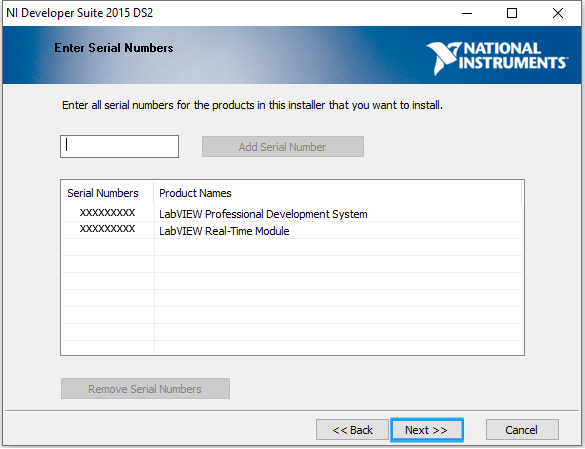 NI Developer Suite 2015 DS2
Enter Serial Numbers
NATIONAL
INSTRUMENTS™
Enter all serial numbers for the products in this installer that you want to install.
Add Serial Number
Serial Numbers Product Names
XXXXXXXXX LabVIEW Professional Development System
XXXXXXXXX LabVIEW Real-Time Module
Remove Serial Numbers
<< Back Next >> Cancel